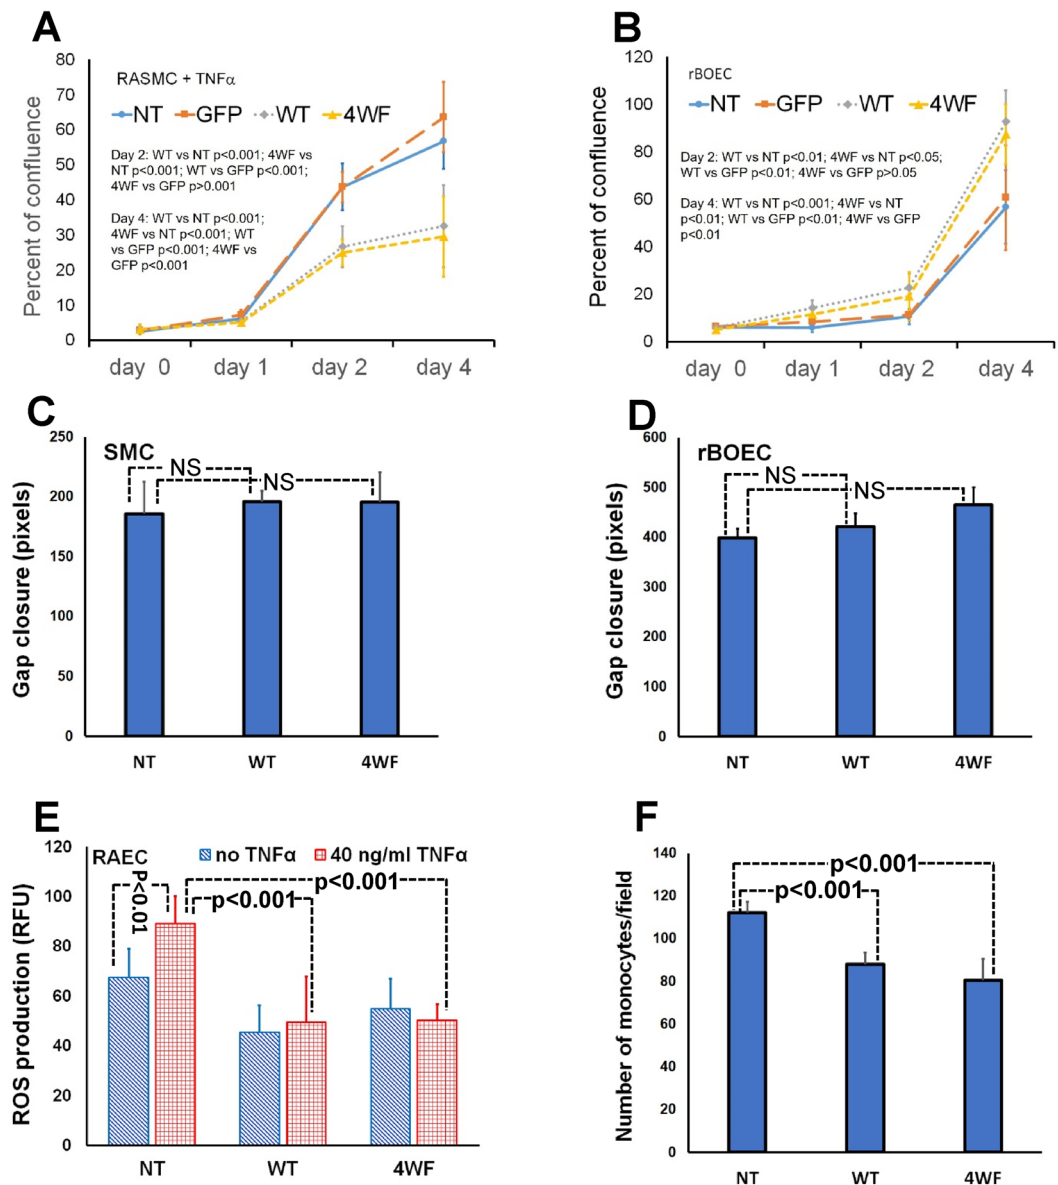 A
80
70
60
50
40
30
20
10
0
Percent of confluence
RASMC + TNFα
NT GFP WT 4WF
Day 2: WT vs NT p<0.001; 4WF vs
NT p<0.001; WT vs GFP p<0.001;
4WF vs GFP p>0.001
Day 4: WT vs NT p<0.001;
4WF vs NT p<0.001; WT
vs GFP p<0.001; 4WF vs
GFP p<0.001
day 0 day 1 day 2 day 4
B
120
100
80
60
40
20
0
Percent of confluence
rBOEC
NT GFP WT 4WF
Day 2: WT vs NT p<0.01; 4WF vs NT p<0.05;
WT vs GFP p<0.01; 4WF vs GFP p>0.05
Day 4: WT vs NT p<0.001; 4WF vs NT
p<0.01; WT vs GFP p<0.01; 4WF vs GFP
p<0.01
day 0 day 1 day 2 day 4
C
250
200
150
100
50
0
Gap closure (pixels)
SMC
NS
NS
NT WT 4WF
D
600
500
400
300
200
100
0
Gap closure (pixels)
rBOEC
NS
NS
NT WT 4WF
E
120
100
80
60
40
20
0
ROS production (RFU)
RAEC
no TNFα 40 ng/ml TNFα
p<0.01
p<0.001
p<0.001
NT WT 4WF
F
140
120
100
80
60
40
20
0
Number of monocytes/field
p<0.001
p<0.001
NT WT 4WF